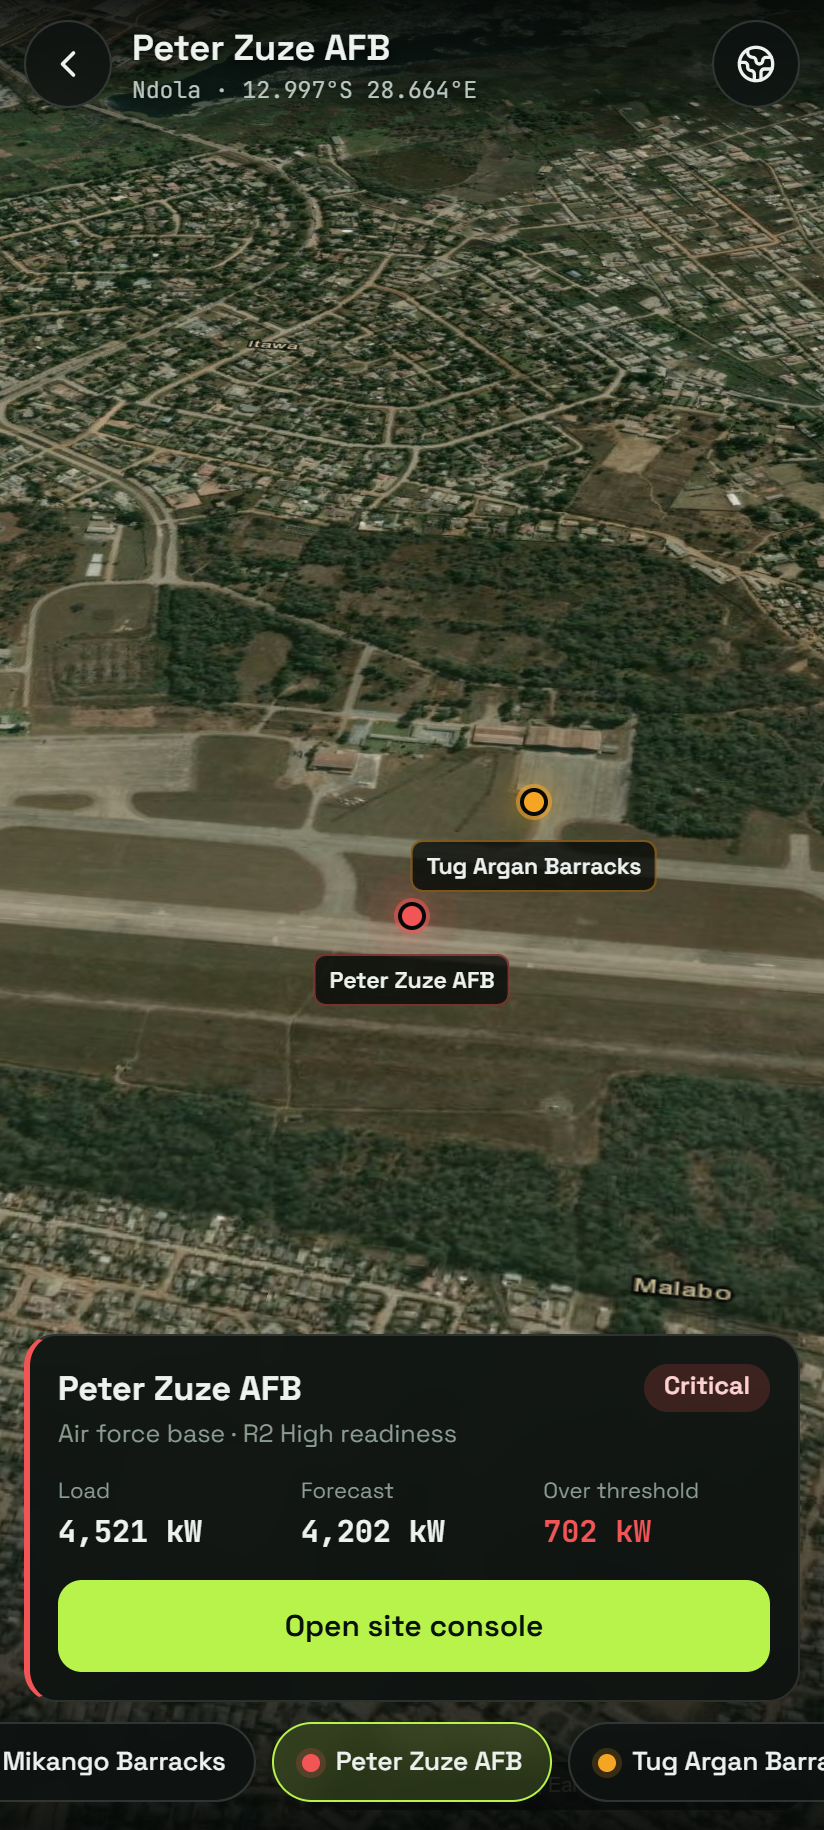 Peter Zuze AFB
Ndola · 12.997°S 28.664°E
Itawa
Tug Argan Barracks
Peter Zuze AFB
Malabo
Peter Zuze AFB
Critical
Air force base · R2 High readiness
Load
Forecast
Over threshold
4,521 kW
4,202 kW
702 kW
Open site console
Mikango Barracks
Peter Zuze AFB
Tug Argan Barra